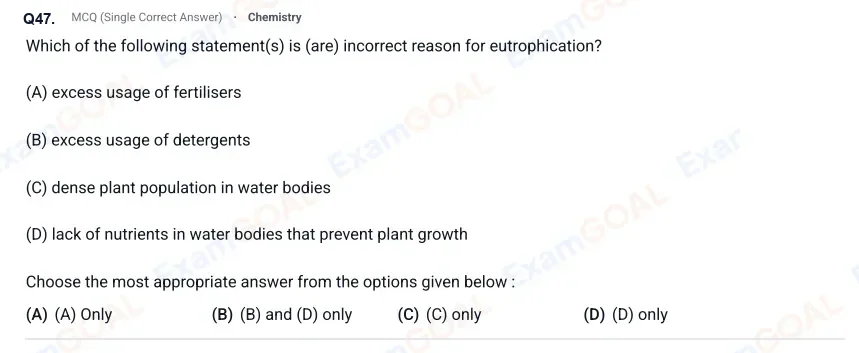 Q47. MCQ (Single Correct Answer) · Chemistry
Which of the following statement(s) is (are) incorrect reason for eutrophication?
(A) excess usage of fertilisers
(B) excess usage of detergents
(C) dense plant population in water bodies
(D) lack of nutrients in water bodies that prevent plant growth
Choose the most appropriate answer from the options given below :
(A) (A) Only (B) (B) and (D) only (C) (C) only (D) (D) only
ExamGOAL
ExamGOAL